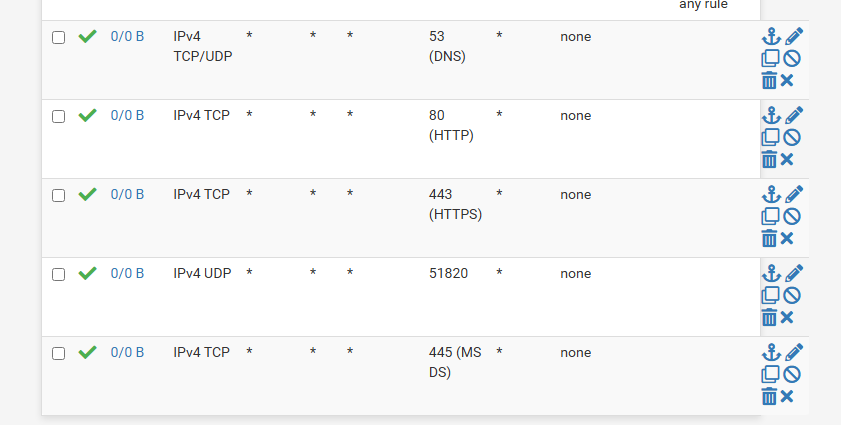 any rule
0/0 B IPv4 TCP/UDP * * * 53 (DNS) * none
0/0 B IPv4 TCP * * * 80 (HTTP) * none
0/0 B IPv4 TCP * * * 443 (HTTPS) * none
0/0 B IPv4 UDP * * * 51820 * none
0/0 B IPv4 TCP * * * 445 (MS DS) * none